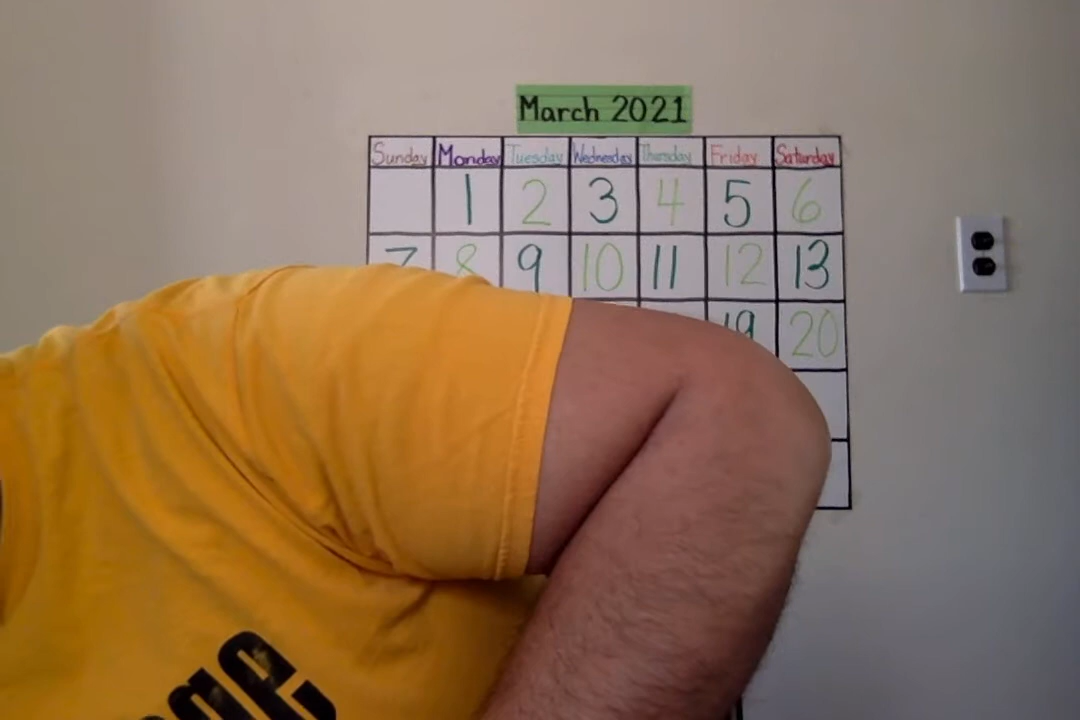 March 2021
Sunday Monday Tuesday Wednesday Thursday Friday Saturday
1 2 3 4 5 6
7 8 9 10 11 12 13
19 20